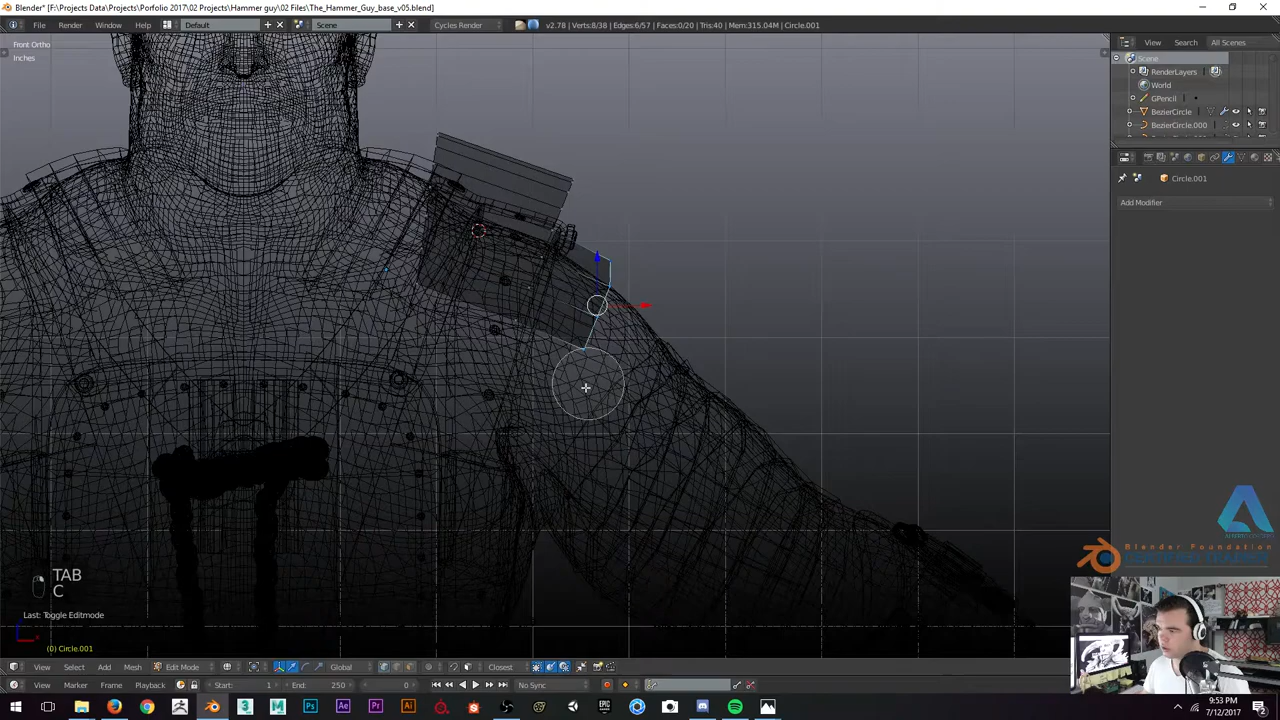 Blender* [F:\Projects Data\Projects\Porfolio 2017\02 Projects\Hammer guy\02 Files\The_Hammer_Guy_base_v05.blend]
File Render Window Help Default Scene Cycles Render v2.78 | Verts:8/38 | Edges:6/57 | Faces:0/20 | Tris:40 | Mem:315.04M | Circle.001
Front Ortho
Inches
View Search All Scenes
Scene
RenderLayers
World
GPencil
BezierCircle
BezierCircle.000
Circle.001
Add Modifier
TAB
C
Last: Toggle Editmode
(0) Circle.001
Blender Foundation
View Select Add Mesh Edit Mode Global Closest
View Marker Frame Playback Start: 1 End: 250 0 No Sync
9:53 PM
7/12/2017